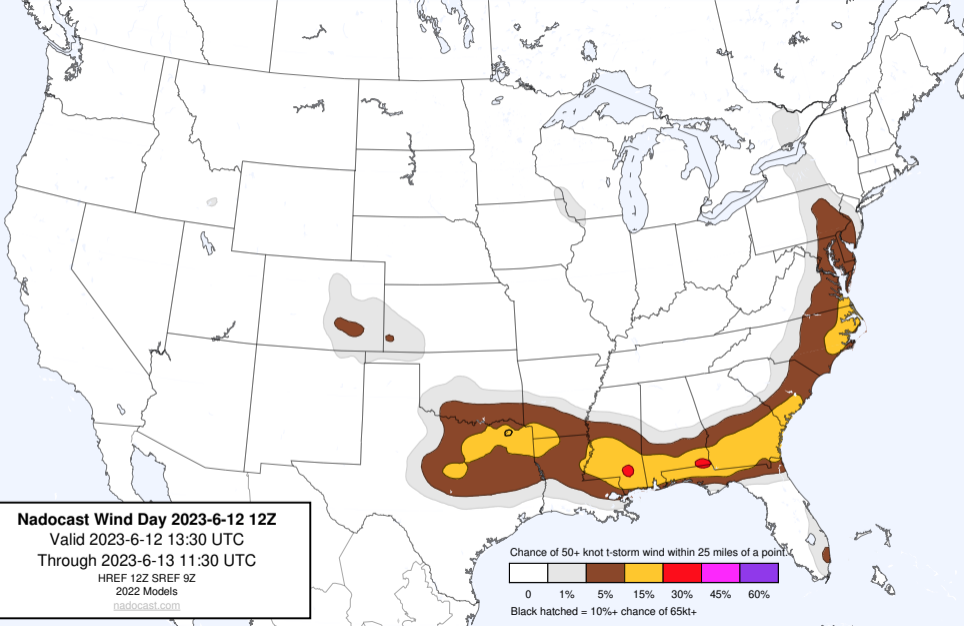 Nadocast Wind Day 2023-6-12 12Z
Valid 2023-6-12 13:30 UTC
Through 2023-6-13 11:30 UTC
HREF 12Z SREF 9Z
2022 Models
nadocast.com
Chance of 50+ knot t-storm wind within 25 miles of a point.
0 1% 5% 15% 30% 45% 60%
Black hatched = 10%+ chance of 65kt+